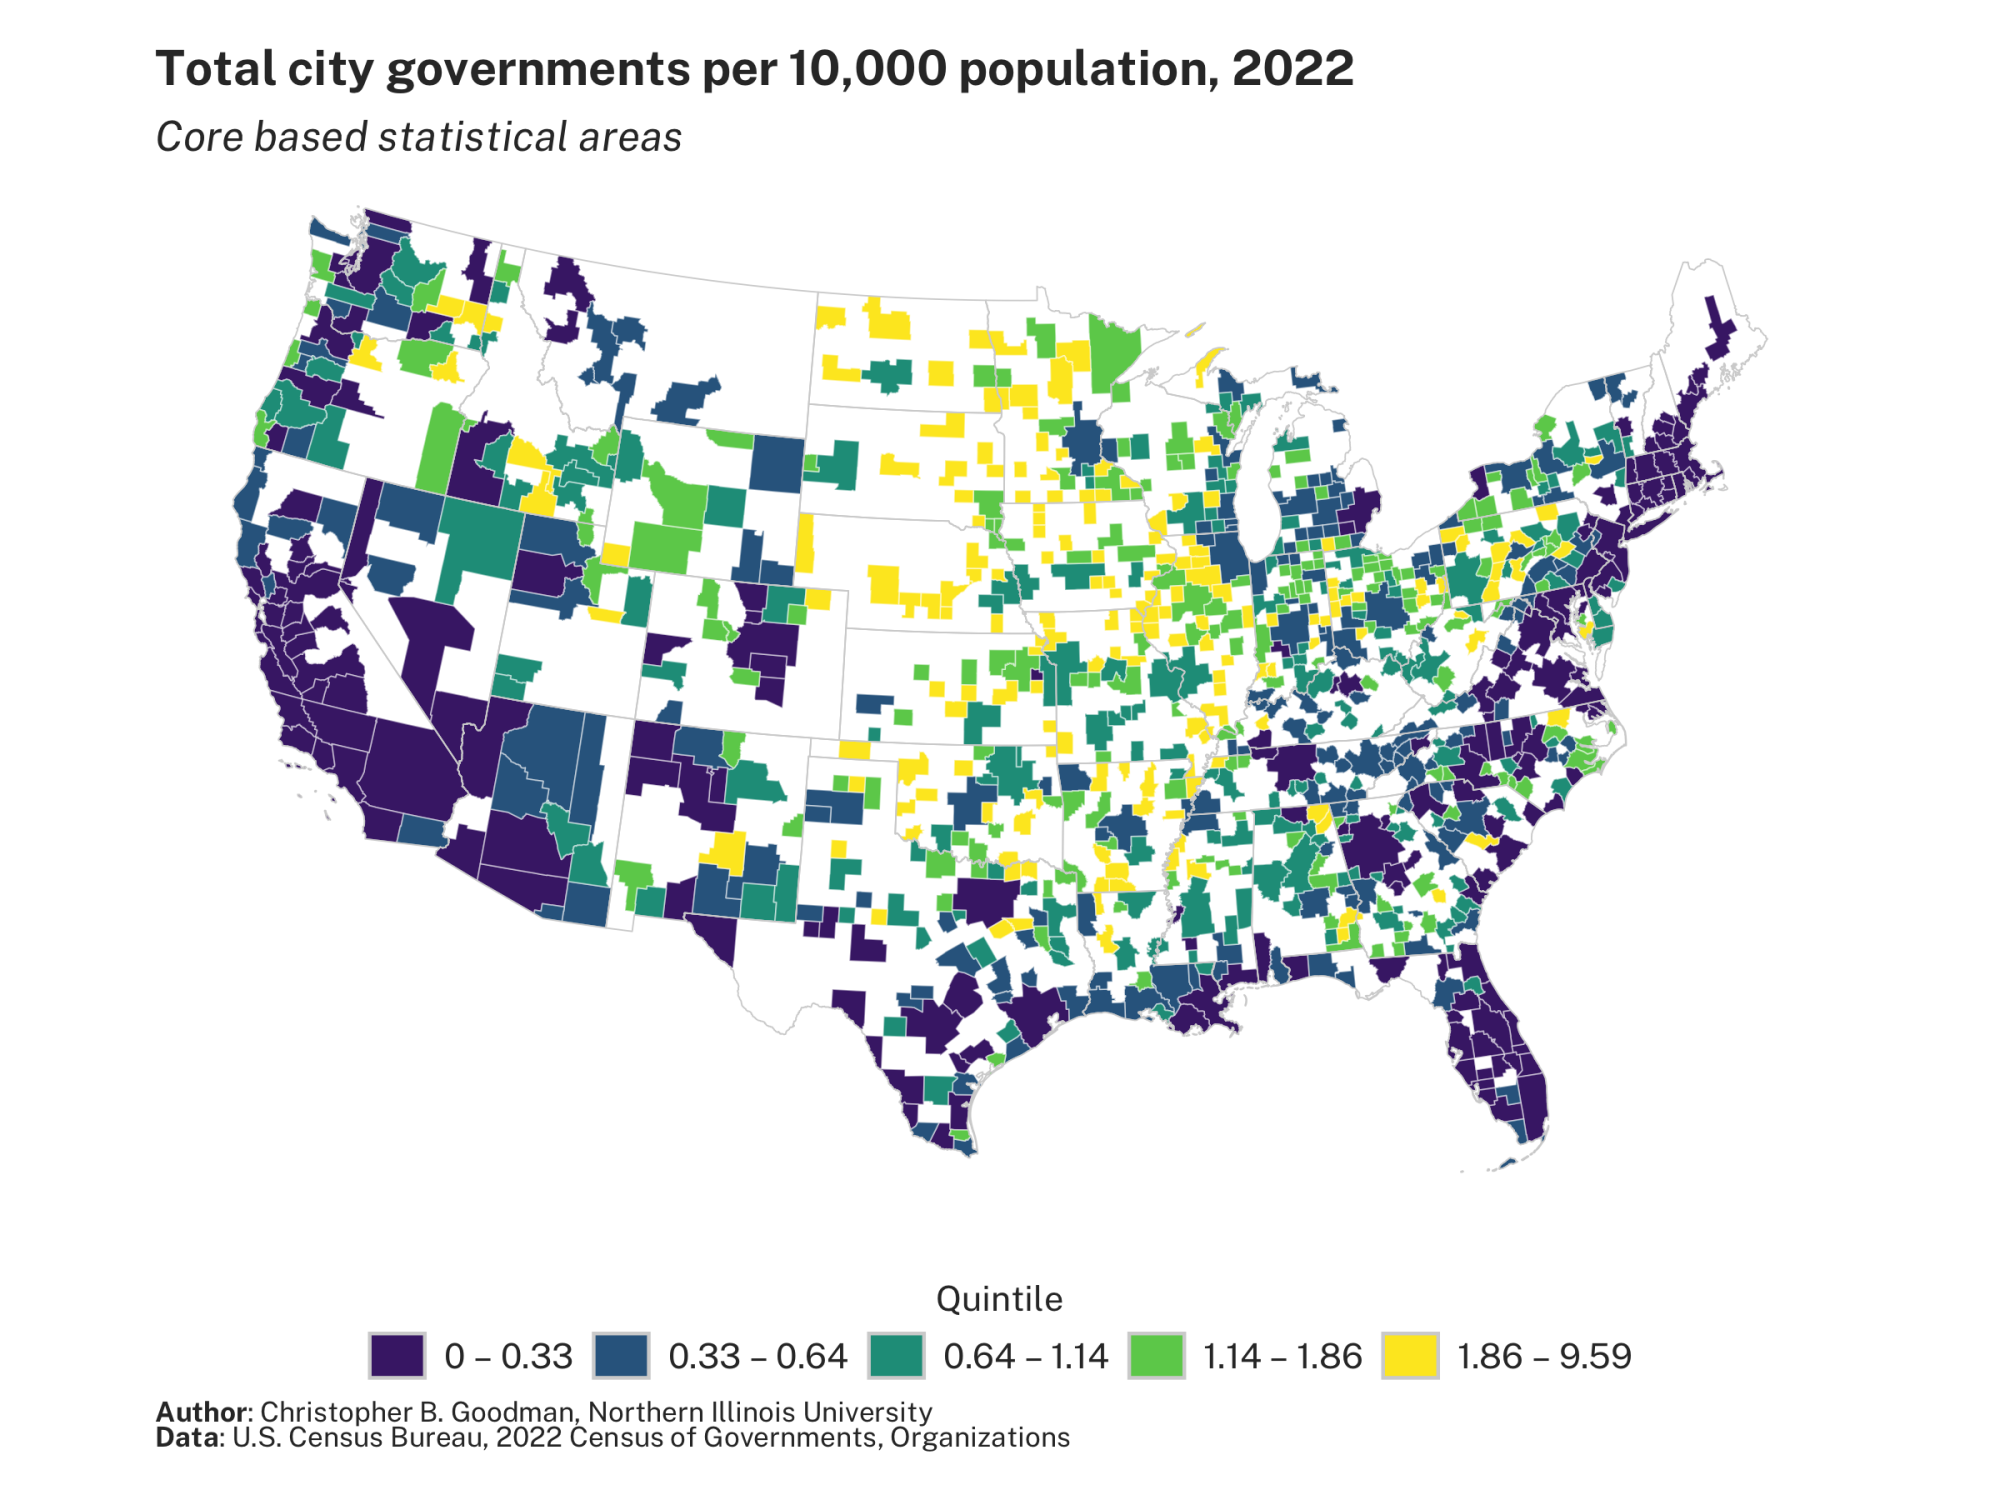 Total city governments per 10,000 population, 2022
Core based statistical areas
Quintile
0 – 0.33 0.33 – 0.64 0.64 – 1.14 1.14 – 1.86 1.86 – 9.59
Author: Christopher B. Goodman, Northern Illinois University
Data: U.S. Census Bureau, 2022 Census of Governments, Organizations